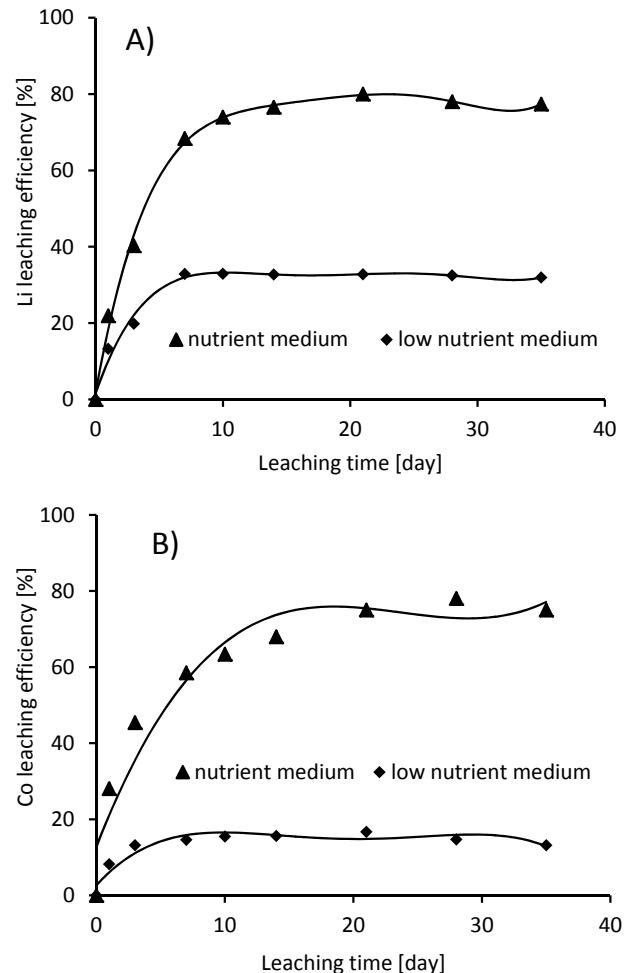 A)
Li leaching efficiency [%]
100
80
60
40
20
0
nutrient medium
low nutrient medium
0
10
20
30
40
Leaching time [day]
B)
Co leaching efficiency [%]
100
80
60
40
20
0
nutrient medium
low nutrient medium
0
10
20
30
40
Leaching time [day]